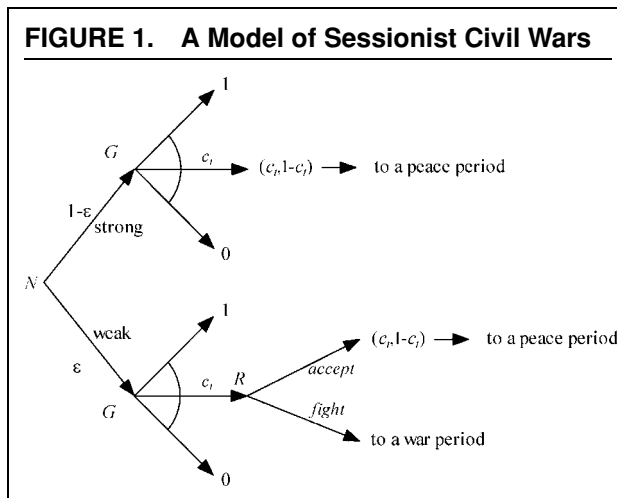 FIGURE 1. A Model of Sessionist Civil Wars
1
G
c_t
(c_t,1-c_t)
to a peace period
1-ε
strong
0
N
weak
1
ε
(c_t,1-c_t)
to a peace period
accept
G
c_t
R
fight
to a war period
0